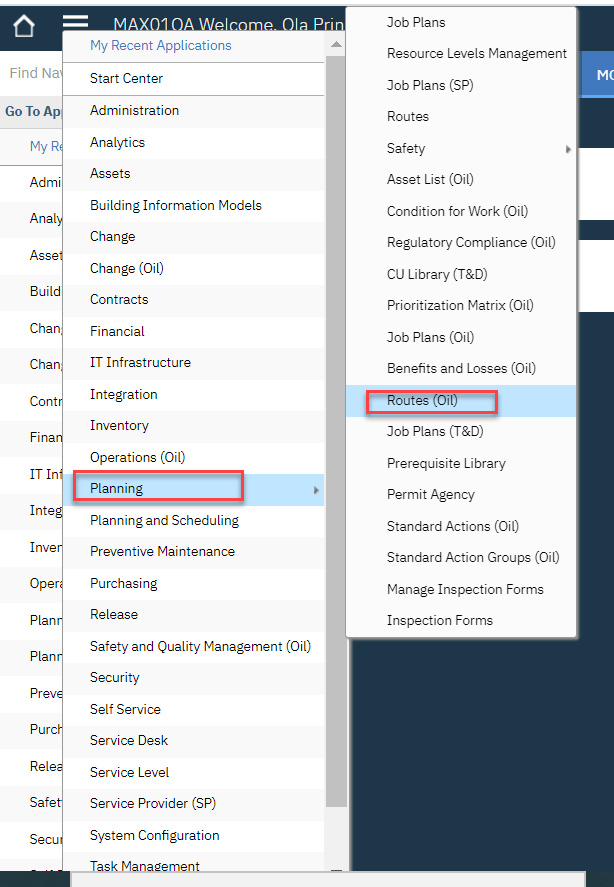 MAX01QA Welcome, Ola Prin
Find Nav
Go To App
My Re
Admi
Analy
Asset
Build
Chang
Chang
Contr
Finan
IT Inf
Integ
Inven
Opera
Plann
Plann
Preve
Purch
Relea
Safet
Secur
My Recent Applications
Start Center
Administration
Analytics
Assets
Building Information Models
Change
Change (Oil)
Contracts
Financial
IT Infrastructure
Integration
Inventory
Operations (Oil)
Planning
Planning and Scheduling
Preventive Maintenance
Purchasing
Release
Safety and Quality Management (Oil)
Security
Self Service
Service Desk
Service Level
Service Provider (SP)
System Configuration
Task Management
Job Plans
Resource Levels Management
Job Plans (SP)
Routes
Safety
Asset List (Oil)
Condition for Work (Oil)
Regulatory Compliance (Oil)
CU Library (T&D)
Prioritization Matrix (Oil)
Job Plans (Oil)
Benefits and Losses (Oil)
Routes (Oil)
Job Plans (T&D)
Prerequisite Library
Permit Agency
Standard Actions (Oil)
Standard Action Groups (Oil)
Manage Inspection Forms
Inspection Forms
MO